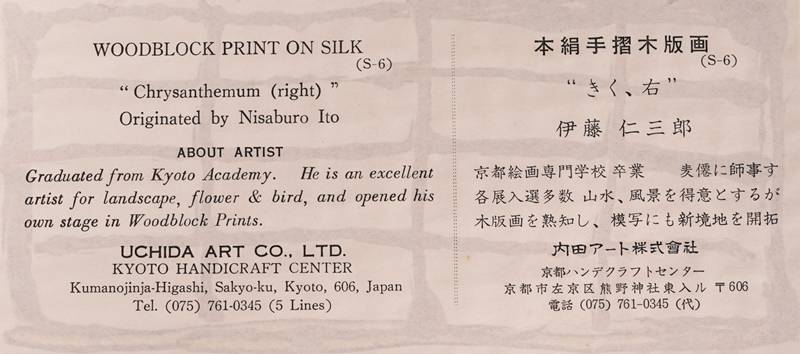 WOODBLOCK PRINT ON SILK
(S-6)
“ Chrysanthemum (right) ”
Originated by Nisaburo Ito
ABOUT ARTIST
Graduated from Kyoto Academy. He is an excellent
artist for landscape, flower & bird, and opened his
own stage in Woodblock Prints.
UCHIDA ART CO., LTD.
KYOTO HANDICRAFT CENTER
Kumanojinja-Higashi, Sakyo-ku, Kyoto, 606, Japan
Tel. (075) 761-0345 (5 Lines)
本絹手摺木版画
(S-6)
“きく、右”
伊藤 仁三郎
京都絵画専門学校 卒業 麦僊に師事す
各展入選多数 山水、風景を得意とするが
木版画を熟知し、模写にも新境地を開拓
内田アート株式會社
京都ハンデクラフトセンター
京都市左京区熊野神社東入ル 〒606
電話 (075) 761-0345 (代)